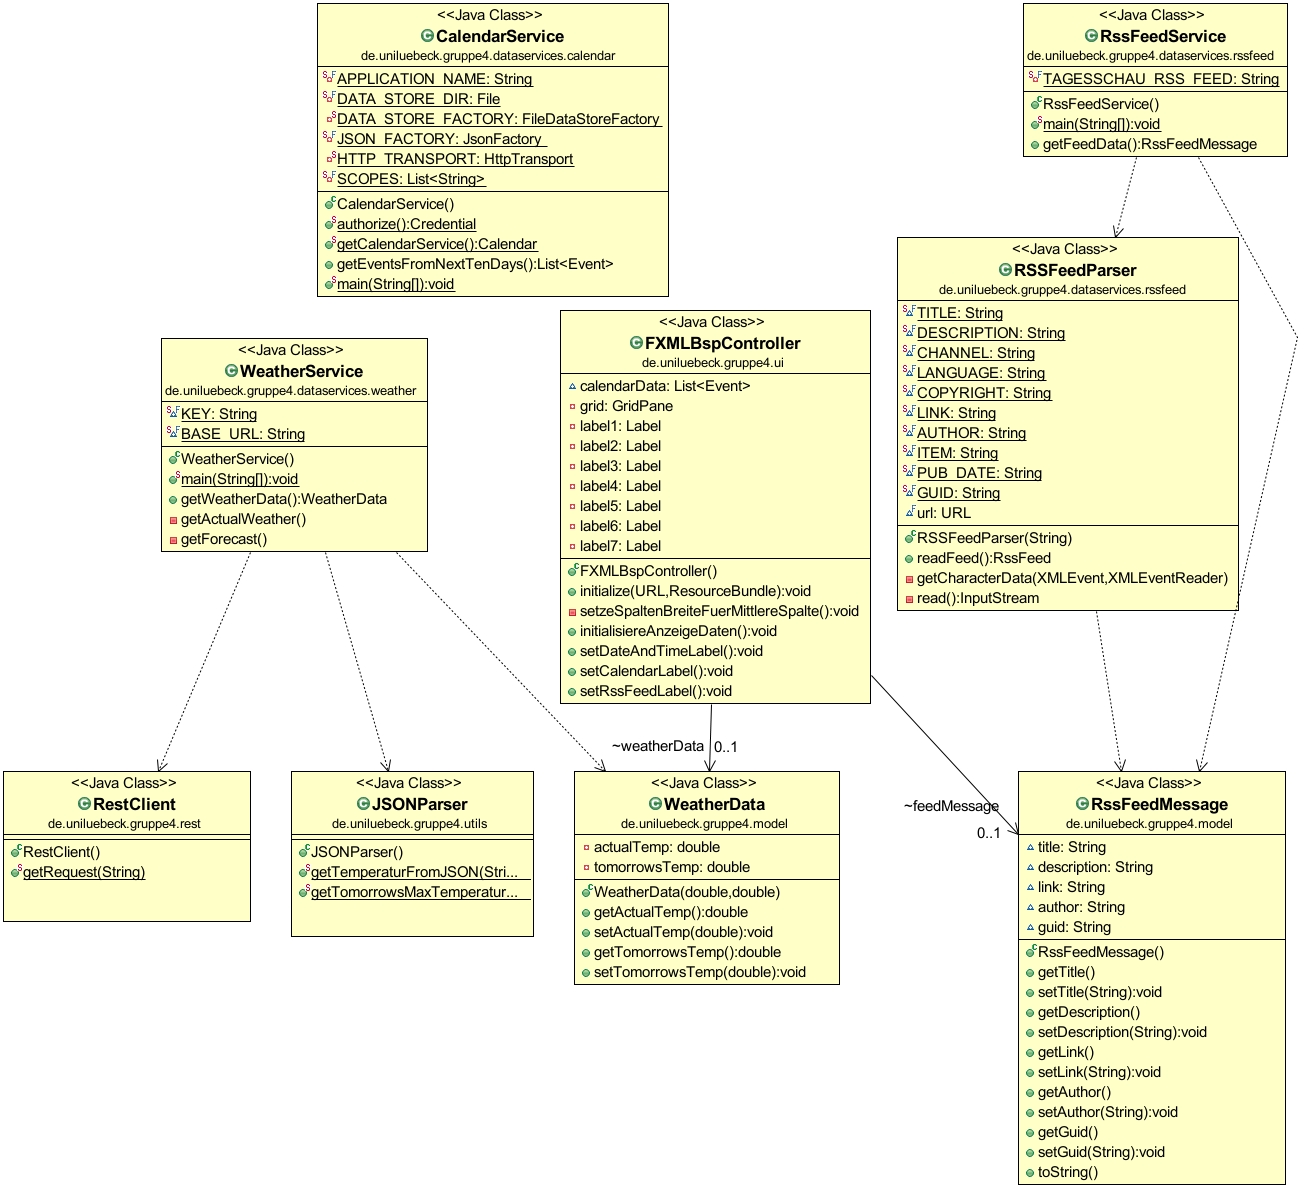 <<Java Class>>
CalendarService
de.uniluebeck.gruppe4.dataservices.calendar
APPLICATION_NAME: String
DATA_STORE_DIR: File
DATA_STORE_FACTORY: FileDataStoreFactory
JSON_FACTORY: JsonFactory
HTTP_TRANSPORT: HttpTransport
SCOPES: List<String>
CalendarService()
authorize():Credential
getCalendarService():Calendar
getEventsFromNextTenDays():List<Event>
main(String[]):void
<<Java Class>>
RssFeedService
de.uniluebeck.gruppe4.dataservices.rssfeed
TAGESSCHAU_RSS_FEED: String
RssFeedService()
main(String[]):void
getFeedData():RssFeedMessage
<<Java Class>>
RSSFeedParser
de.uniluebeck.gruppe4.dataservices.rssfeed
TITLE: String
DESCRIPTION: String
CHANNEL: String
LANGUAGE: String
COPYRIGHT: String
LINK: String
AUTHOR: String
ITEM: String
PUB_DATE: String
GUID: String
url: URL
RSSFeedParser(String)
readFeed():RssFeed
getCharacterData(XMLEvent,XMLEventReader)
read():InputStream
<<Java Class>>
FXMLBspController
de.uniluebeck.gruppe4.ui
calendarData: List<Event>
grid: GridPane
label1: Label
label2: Label
label3: Label
label4: Label
label5: Label
label6: Label
label7: Label
FXMLBspController()
initialize(URL,ResourceBundle):void
setzeSpaltenBreiteFuerMittlereSpalte():void
initialisiereAnzeigeDaten():void
setDateAndTimeLabel():void
setCalendarLabel():void
setRssFeedLabel():void
<<Java Class>>
WeatherService
de.uniluebeck.gruppe4.dataservices.weather
KEY: String
BASE_URL: String
WeatherService()
main(String[]):void
getWeatherData():WeatherData
getActualWeather()
getForecast()
~weatherData 0..1
~feedMessage
0..1
<<Java Class>>
RestClient
de.uniluebeck.gruppe4.rest
RestClient()
getRequest(String)
<<Java Class>>
JSONParser
de.uniluebeck.gruppe4.utils
JSONParser()
getTemperaturFromJSON(Stri...
getTomorrowsMaxTemperatur...
<<Java Class>>
WeatherData
de.uniluebeck.gruppe4.model
actualTemp: double
tomorrowsTemp: double
WeatherData(double,double)
getActualTemp():double
setActualTemp(double):void
getTomorrowsTemp():double
setTomorrowsTemp(double):void
<<Java Class>>
RssFeedMessage
de.uniluebeck.gruppe4.model
title: String
description: String
link: String
author: String
guid: String
RssFeedMessage()
getTitle()
setTitle(String):void
getDescription()
setDescription(String):void
getLink()
setLink(String):void
getAuthor()
setAuthor(String):void
getGuid()
setGuid(String):void
toString()